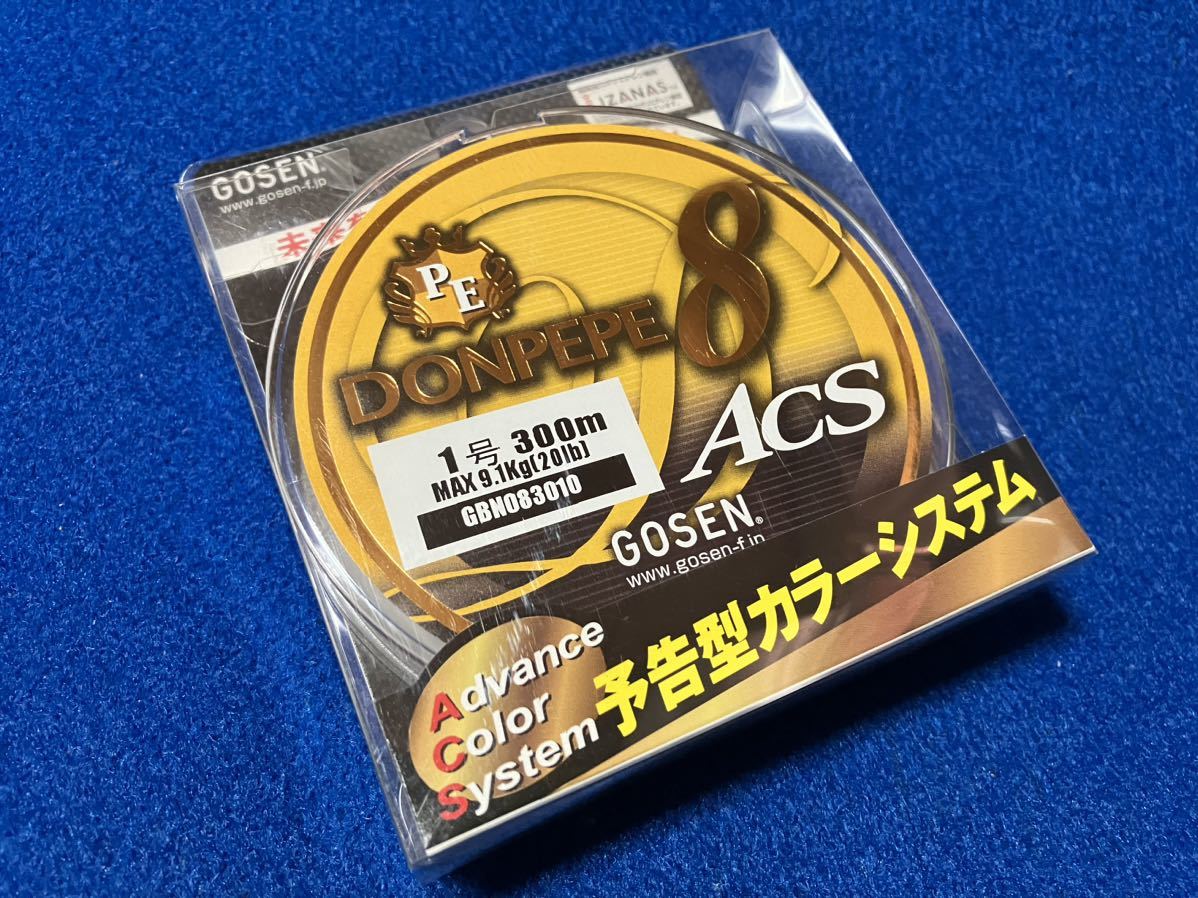 IZANAS
GOSEN
www.gosen-f.jp
PE
DONPEPE 8
ACS
1号 300m
MAX 9.1Kg(20lb)
GBN083010
GOSEN®
www.gosen-f.jp
Advance
Color
System
予告型カラーシステム